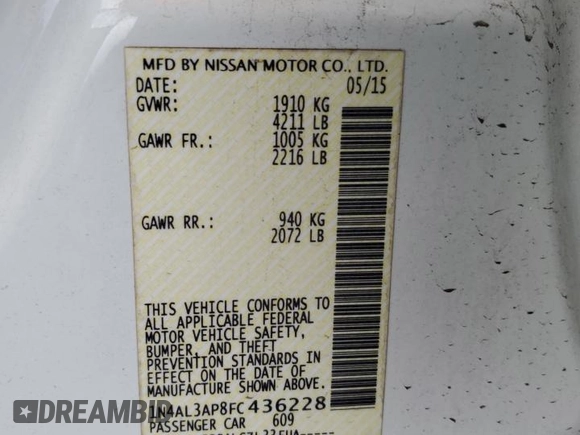 MFD BY NISSAN MOTOR CO., LTD.
DATE: 05/15
GVWR: 1910 KG
4211 LB
GAWR FR.: 1005 KG
2216 LB
GAWR RR.: 940 KG
2072 LB
THIS VEHICLE CONFORMS TO
ALL APPLICABLE FEDERAL
MOTOR VEHICLE SAFETY,
BUMPER, AND THEFT
PREVENTION STANDARDS IN
EFFECT ON THE DATE OF
MANUFACTURE SHOWN ABOVE.
1N4AL3AP8FC436228
PASSENGER CAR 609
DREAMBID